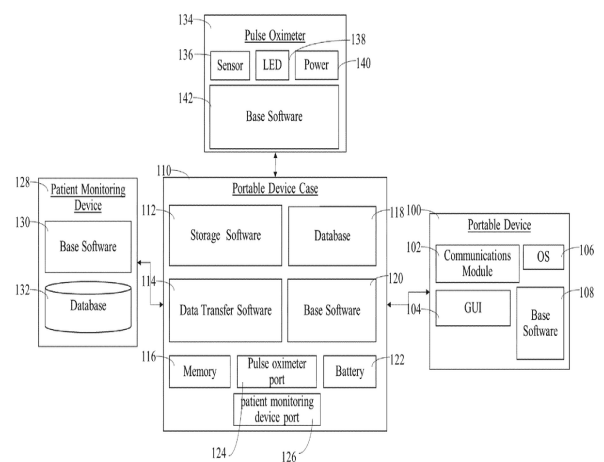 134
Pulse Oximeter
138
136
Sensor
LED
Power
140
142
Base Software
110
128
Patient Monitoring
Device
Portable Device Case
130
Base Software
112
Storage Software
118
Database
100
Portable Device
102
Communications
Module
OS
106
132
Database
114
Data Transfer Software
120
Base Software
104
GUI
108
Base
Software
116
Memory
Pulse oximeter
port
Battery
122
patient monitoring
device port
124
126